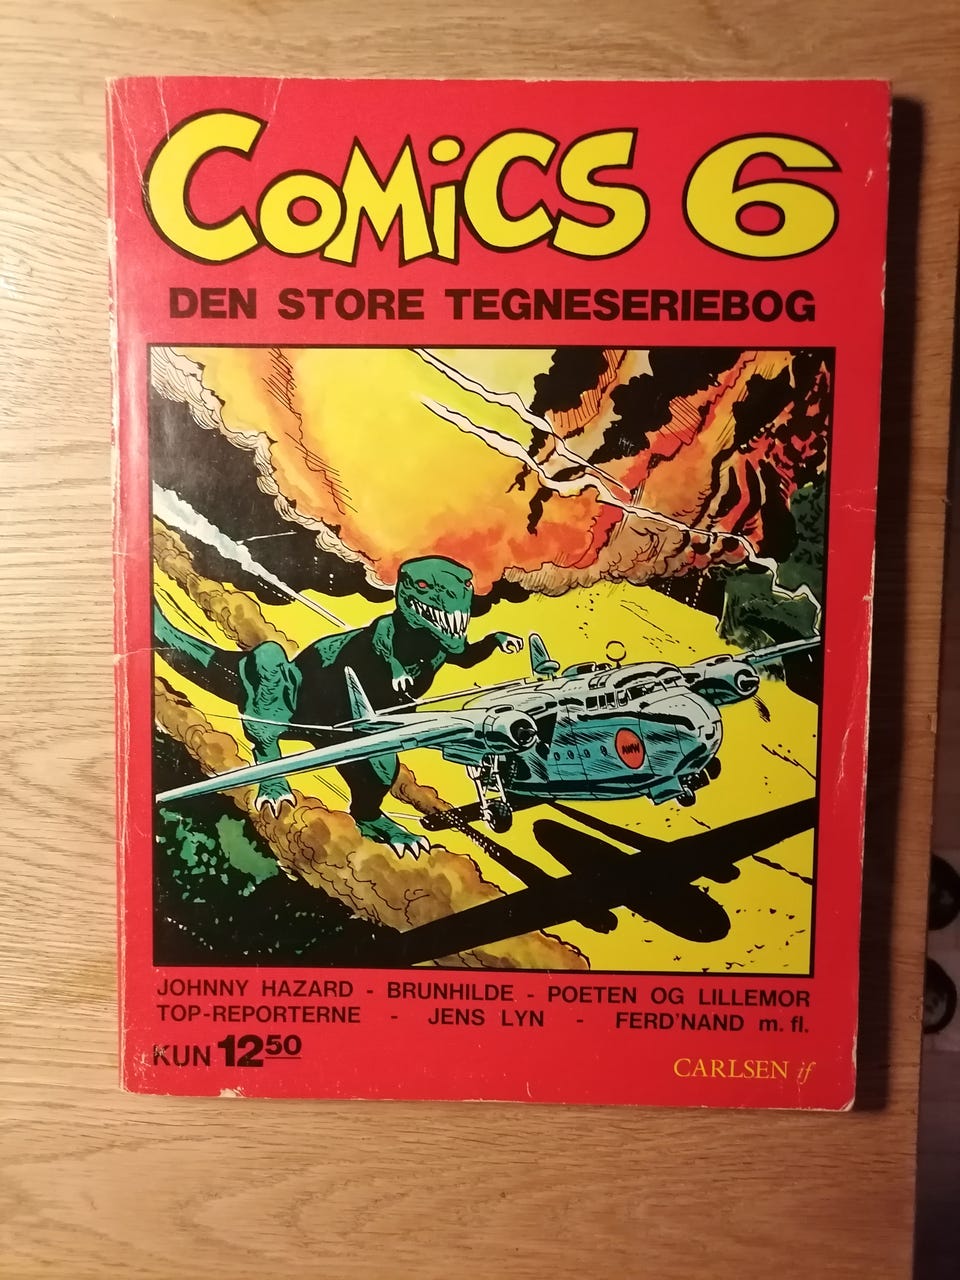 COMiCS 6
DEN STORE TEGNESERIEBOG
AWW
JOHNNY HAZARD - BRUNHILDE - POETEN OG LILLEMOR
TOP-REPORTERNE - JENS LYN - FERD'NAND m. fl.
KUN 12 50
CARLSEN if